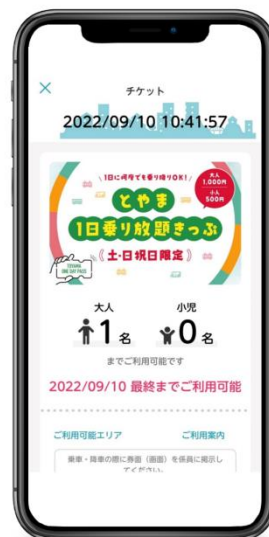 チケット
2022/09/10 10:41:57
1日に何度でも乗り降りOK!
大人
1,000円
小人
500円
とやま
1日乗り放題きっぷ
《土・日祝日限定》
TOYAMA
ONE DAY PASS
大人 小児
1名 0名
までご利用可能です
2022/09/10 最終までご利用可能
ご利用可能エリア ご利用案内
乗車・降車の際に券面(画面)を係員に掲示し
てください。